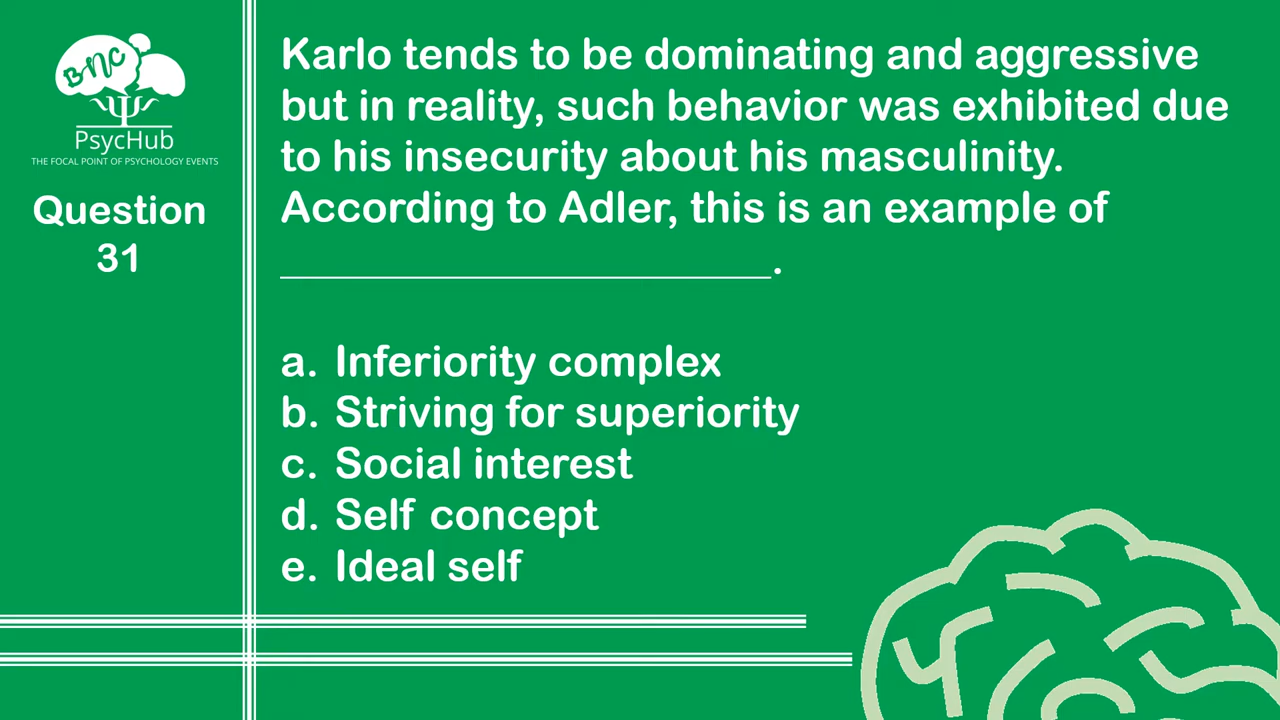 BNC
PsycHub
THE FOCAL POINT OF PSYCHOLOGY EVENTS
Question
31
Karlo tends to be dominating and aggressive
but in reality, such behavior was exhibited due
to his insecurity about his masculinity.
According to Adler, this is an example of
______________________.
a. Inferiority complex
b. Striving for superiority
c. Social interest
d. Self concept
e. Ideal self